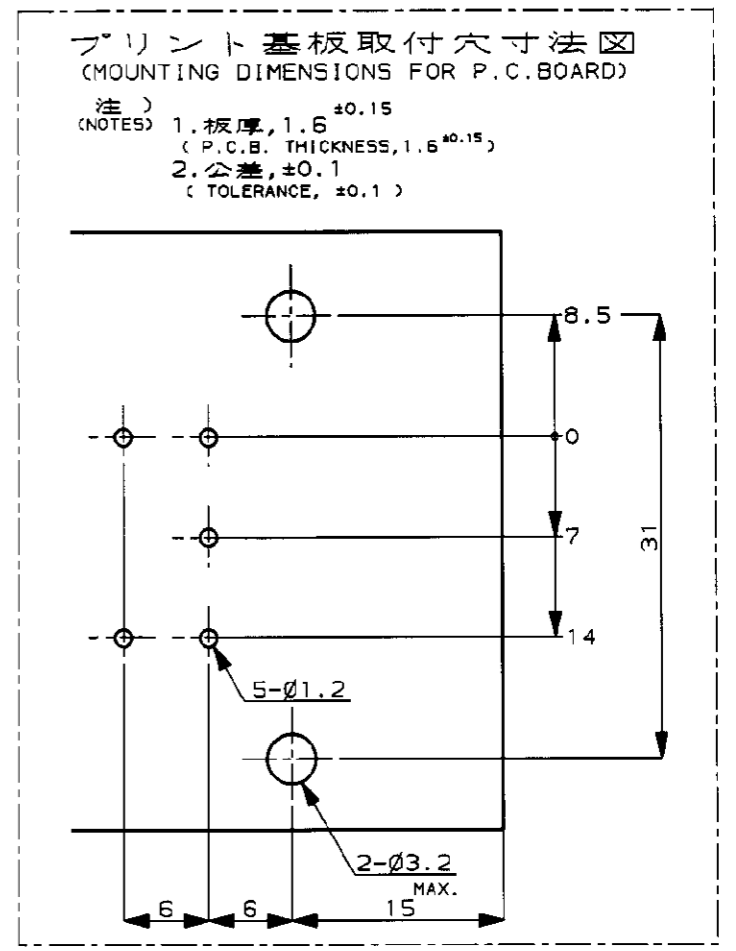 プリント基板取付穴寸法図
(MOUNTING DIMENSIONS FOR P.C.BOARD)
注)
(NOTES) 1.板厚,1.6±0.15
(P.C.B. THICKNESS,1.6±0.15)
2.公差,±0.1
(TOLERANCE, ±0.1)
8.5
0
7
31
14
5-Ø1.2
2-Ø3.2
MAX.
6 6 15